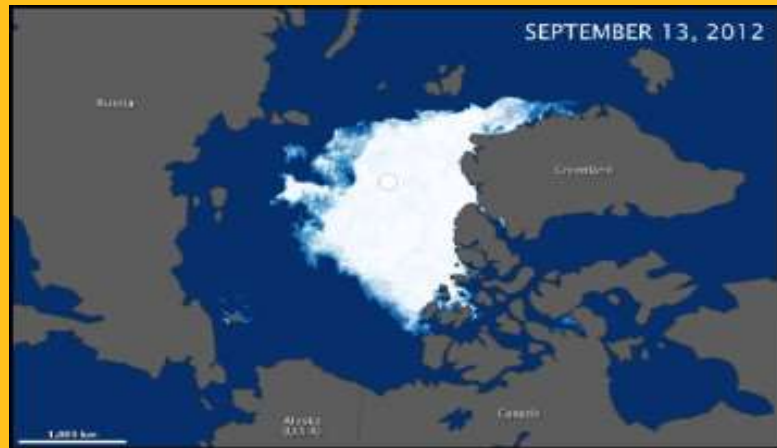 SEPTEMBER 13, 2012
Russia
Greenland
Alaska
(U.S.A)
Canada